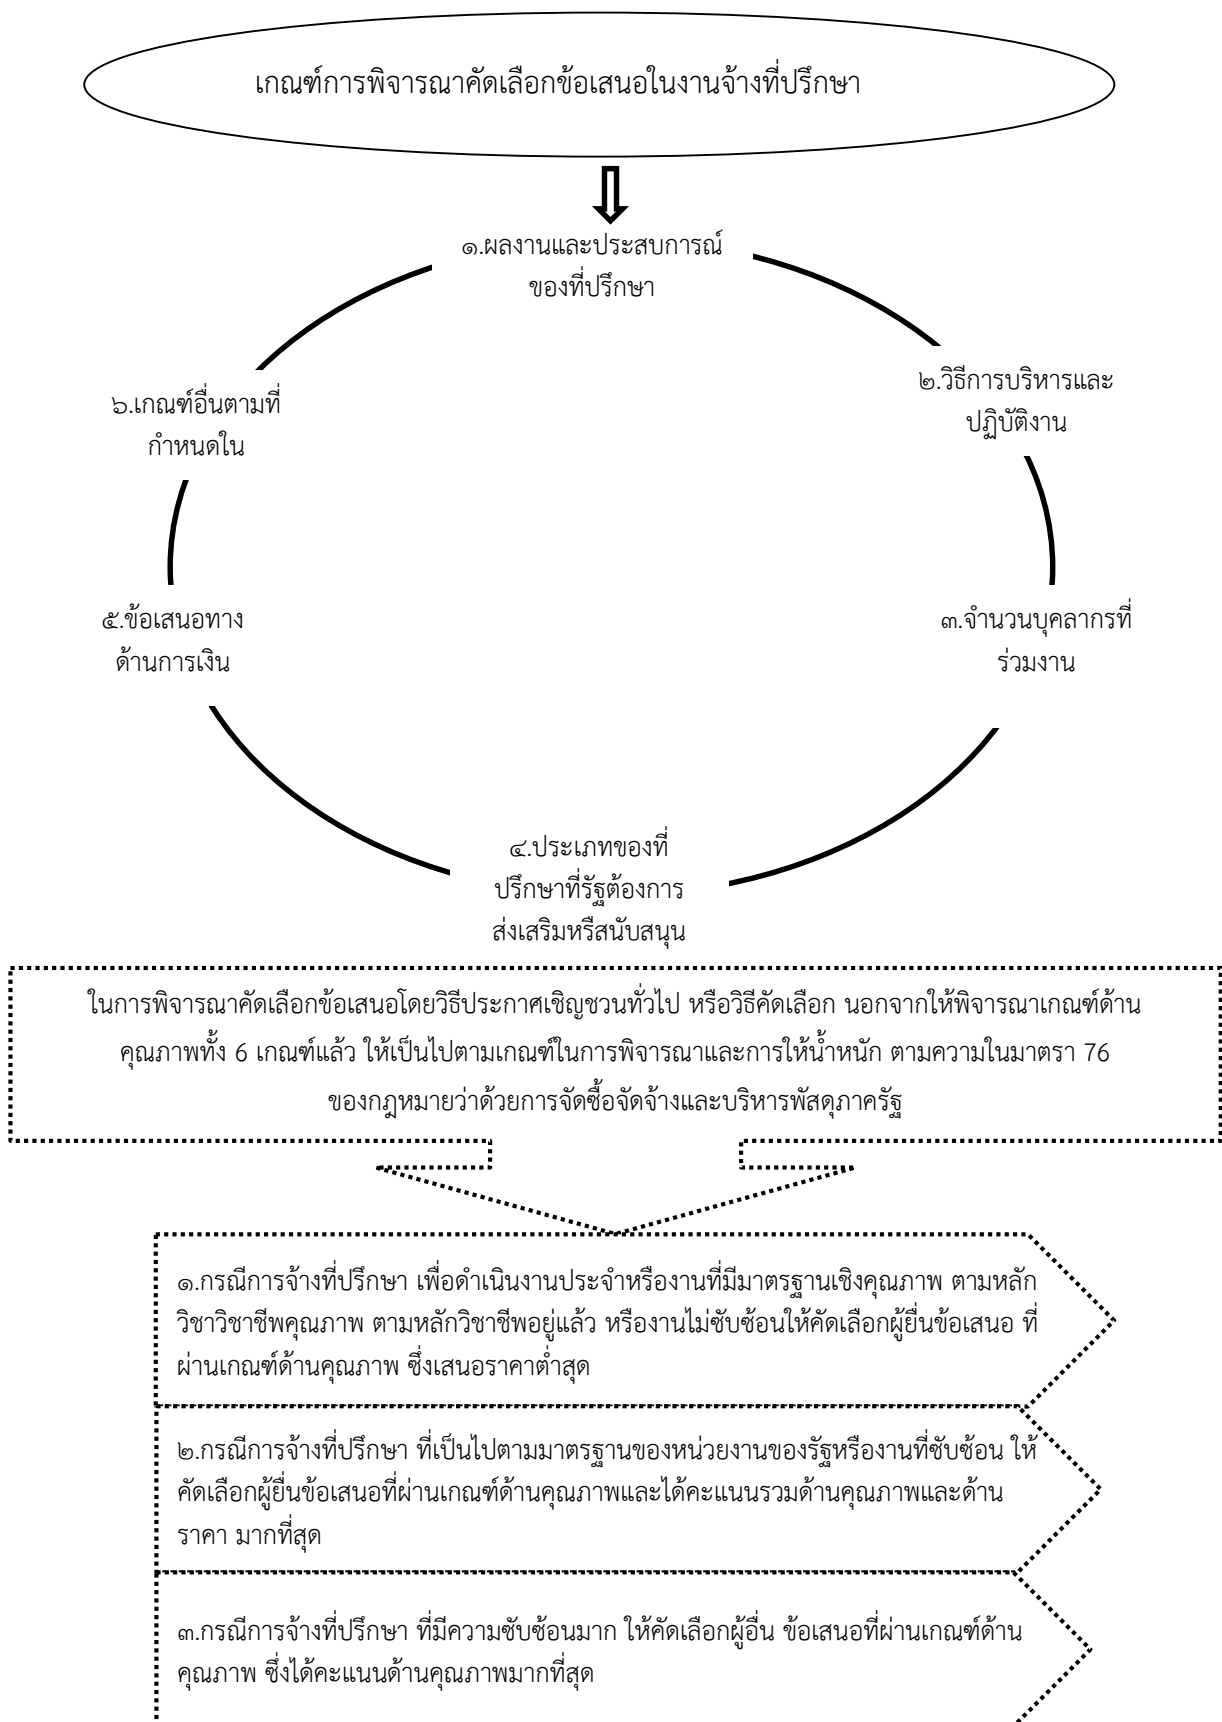 เกณฑ์การพิจารณาคัดเลือกข้อเสนอในงานจ้างที่ปรึกษา
๑.ผลงานและประสบการณ์
ของที่ปรึกษา
๒.วิธีการบริหารและ
ปฏิบัติงาน
๓.จำนวนบุคลากรที่
ร่วมงาน
๔.ประเภทของที่
ปรึกษาที่รัฐต้องการ
ส่งเสริมหรืสนับสนุน
๕.ข้อเสนอทาง
ด้านการเงิน
๖.เกณฑ์อื่นตามที่
กำหนดใน
ในการพิจารณาคัดเลือกข้อเสนอโดยวิธีประกาศเชิญชวนทั่วไป หรือวิธีคัดเลือก นอกจากให้พิจารณาเกณฑ์ด้าน
คุณภาพทั้ง 6 เกณฑ์แล้ว ให้เป็นไปตามเกณฑ์ในการพิจารณาและการให้น้ำหนัก ตามความในมาตรา 76
ของกฎหมายว่าด้วยการจัดซื้อจัดจ้างและบริหารพัสดุภาครัฐ
๑.กรณีการจ้างที่ปรึกษา เพื่อดำเนินงานประจำหรืองานที่มีมาตรฐานเชิงคุณภาพ ตามหลัก
วิชาวิชาชีพคุณภาพ ตามหลักวิชาชีพอยู่แล้ว หรืองานไม่ซับซ้อนให้คัดเลือกผู้ยื่นข้อเสนอ ที่
ผ่านเกณฑ์ด้านคุณภาพ ซึ่งเสนอราคาต่ำสุด
๒.กรณีการจ้างที่ปรึกษา ที่เป็นไปตามมาตรฐานของหน่วยงานของรัฐหรืองานที่ซับซ้อน ให้
คัดเลือกผู้ยื่นข้อเสนอที่ผ่านเกณฑ์ด้านคุณภาพและได้คะแนนรวมด้านคุณภาพและด้าน
ราคา มากที่สุด
๓.กรณีการจ้างที่ปรึกษา ที่มีความซับซ้อนมาก ให้คัดเลือกผู้อื่น ข้อเสนอที่ผ่านเกณฑ์ด้าน
คุณภาพ ซึ่งได้คะแนนด้านคุณภาพมากที่สุด